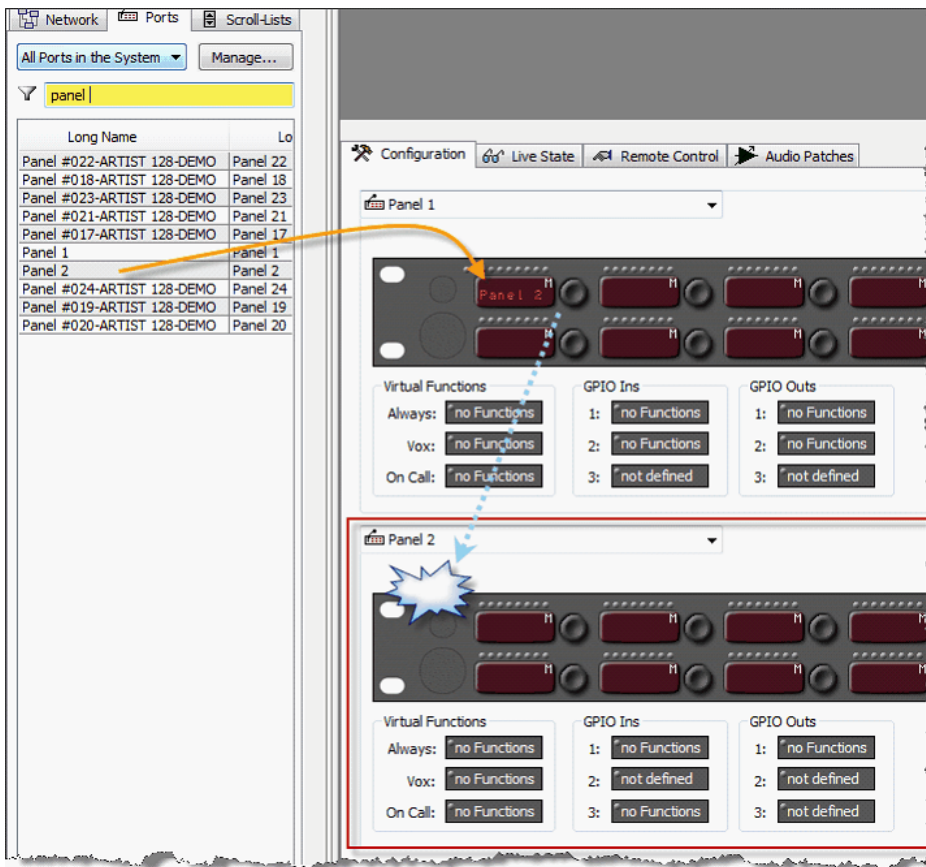 Network Ports Scroll-Lists
All Ports in the System Manage...
panel
Long Name Lo
Panel #022-ARTIST 128-DEMO Panel 22
Panel #018-ARTIST 128-DEMO Panel 18
Panel #023-ARTIST 128-DEMO Panel 23
Panel #021-ARTIST 128-DEMO Panel 21
Panel #017-ARTIST 128-DEMO Panel 17
Panel 1 Panel 1
Panel 2 Panel 2
Panel #024-ARTIST 128-DEMO Panel 24
Panel #019-ARTIST 128-DEMO Panel 19
Panel #020-ARTIST 128-DEMO Panel 20
Configuration Live State Remote Control Audio Patches
Panel 1
M M M M
Panel 2
M M M M
Virtual Functions GPIO Ins GPIO Outs
Always: no Functions 1: no Functions 1: no Functions
Vox: no Functions 2: no Functions 2: no Functions
On Call: no Functions 3: not defined 3: not defined
Panel 2
M M M M
M M M M
Virtual Functions GPIO Ins GPIO Outs
Always: no Functions 1: no Functions 1: no Functions
Vox: no Functions 2: not defined 2: not defined
On Call: no Functions 3: no Functions 3: not defined